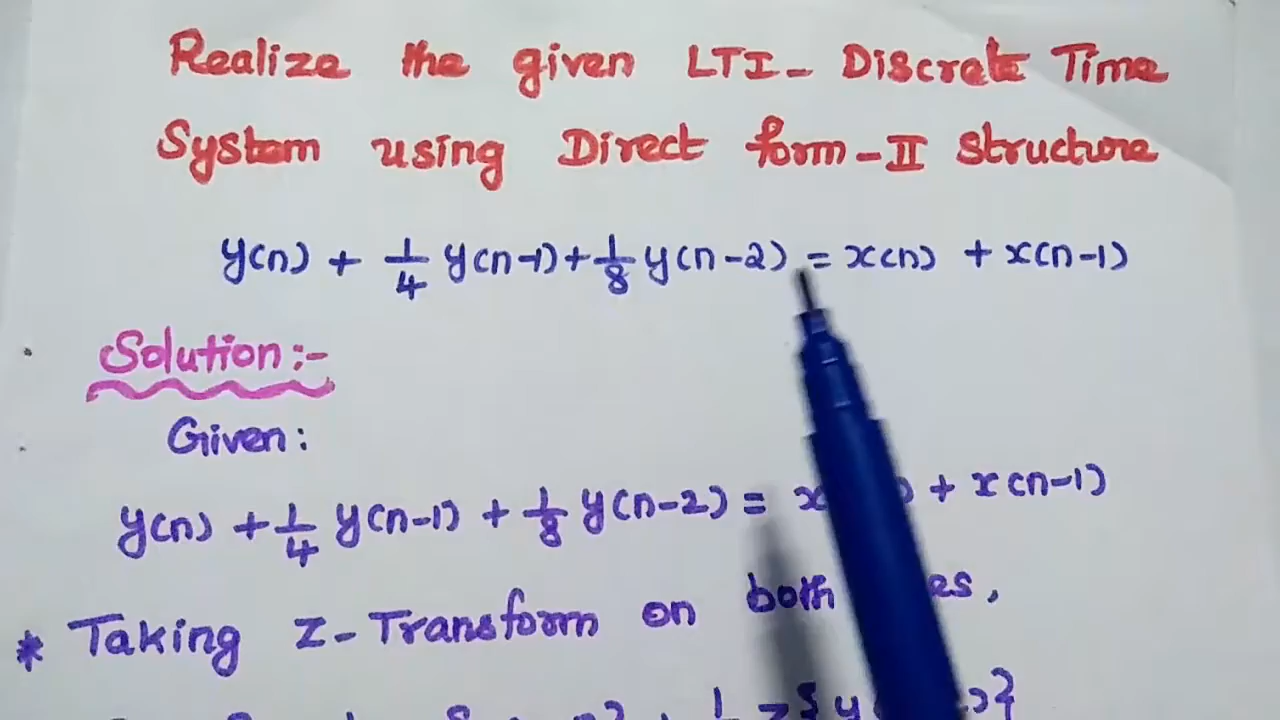 Realize the given LTI- Discrete Time
System using Direct form-II structure
y(n) + 1/4 y(n-1) + 1/8 y(n-2) = x(n) + x(n-1)
Solution:-
Given:
y(n) + 1/4 y(n-1) + 1/8 y(n-2) = + x(n-1)
* Taking Z-Transform on both